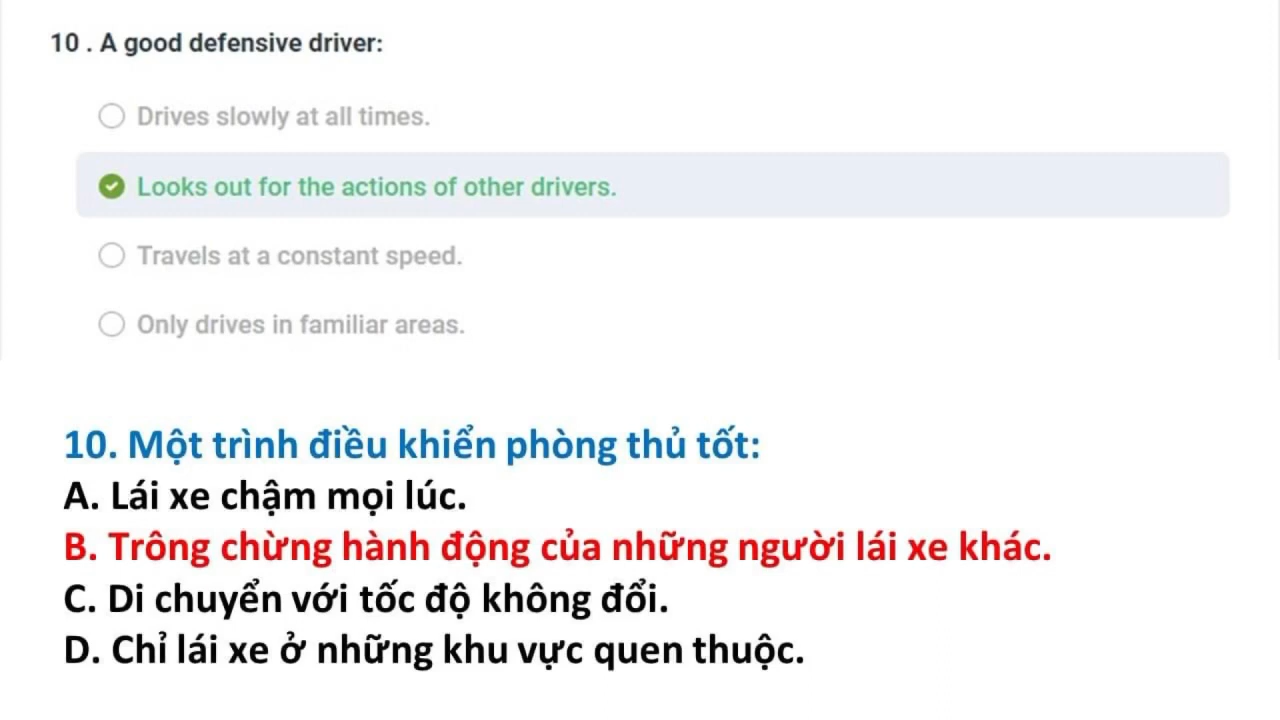 10 . A good defensive driver:
Drives slowly at all times.
Looks out for the actions of other drivers.
Travels at a constant speed.
Only drives in familiar areas.
10. Một trình điều khiển phòng thủ tốt:
A. Lái xe chậm mọi lúc.
B. Trông chừng hành động của những người lái xe khác.
C. Di chuyển với tốc độ không đổi.
D. Chỉ lái xe ở những khu vực quen thuộc.